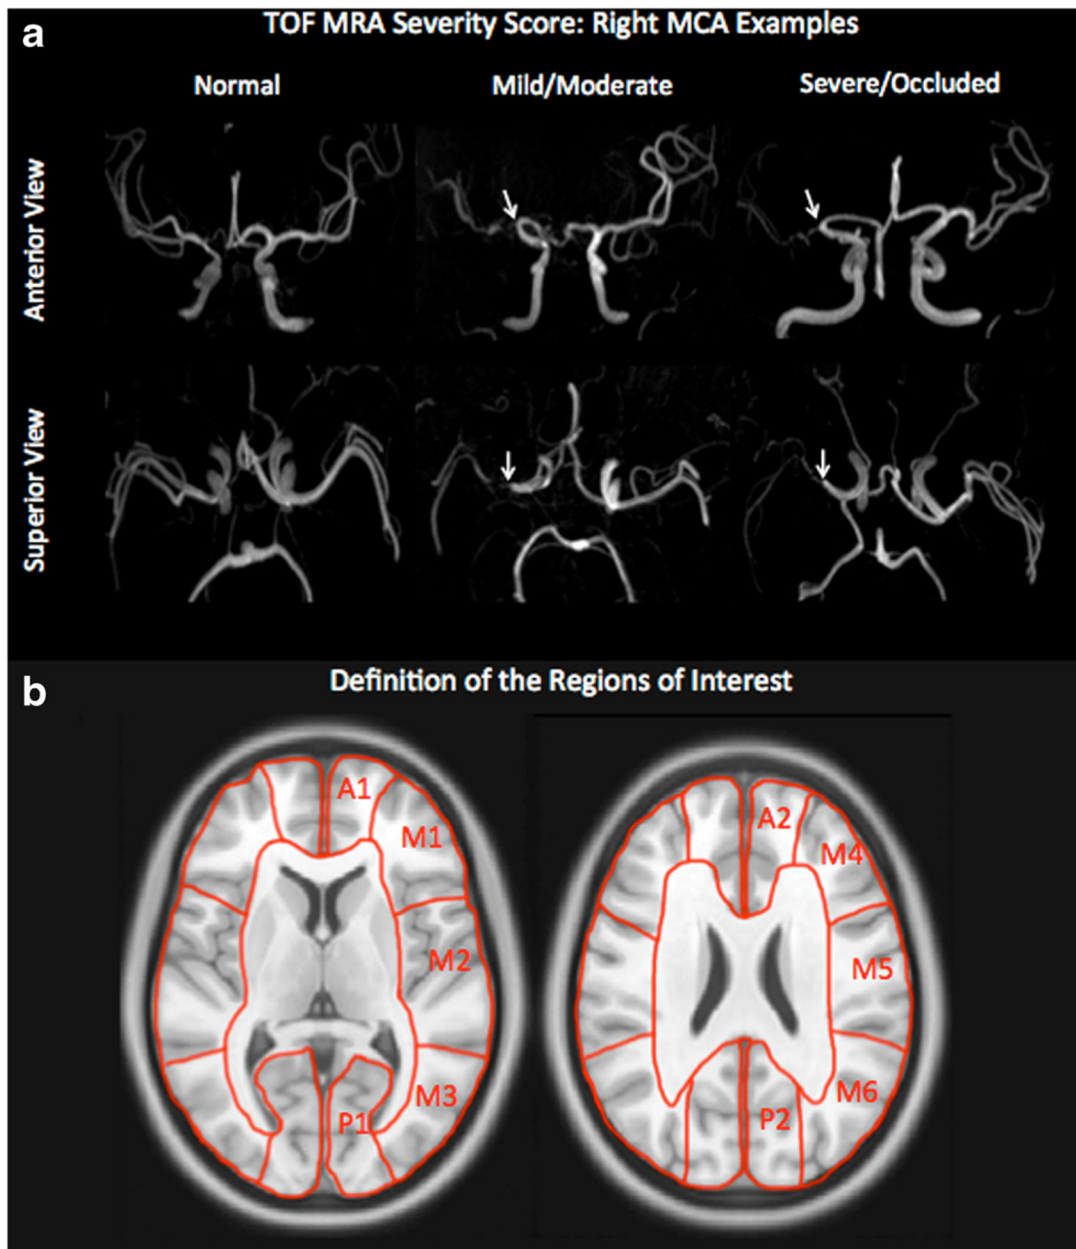 a
TOF MRA Severity Score: Right MCA Examples
Normal
Mild/Moderate
Severe/Occluded
Anterior View
Superior View
b
Definition of the Regions of Interest
A1
M1
M2
M3
P1
A2
M4
M5
M6
P2